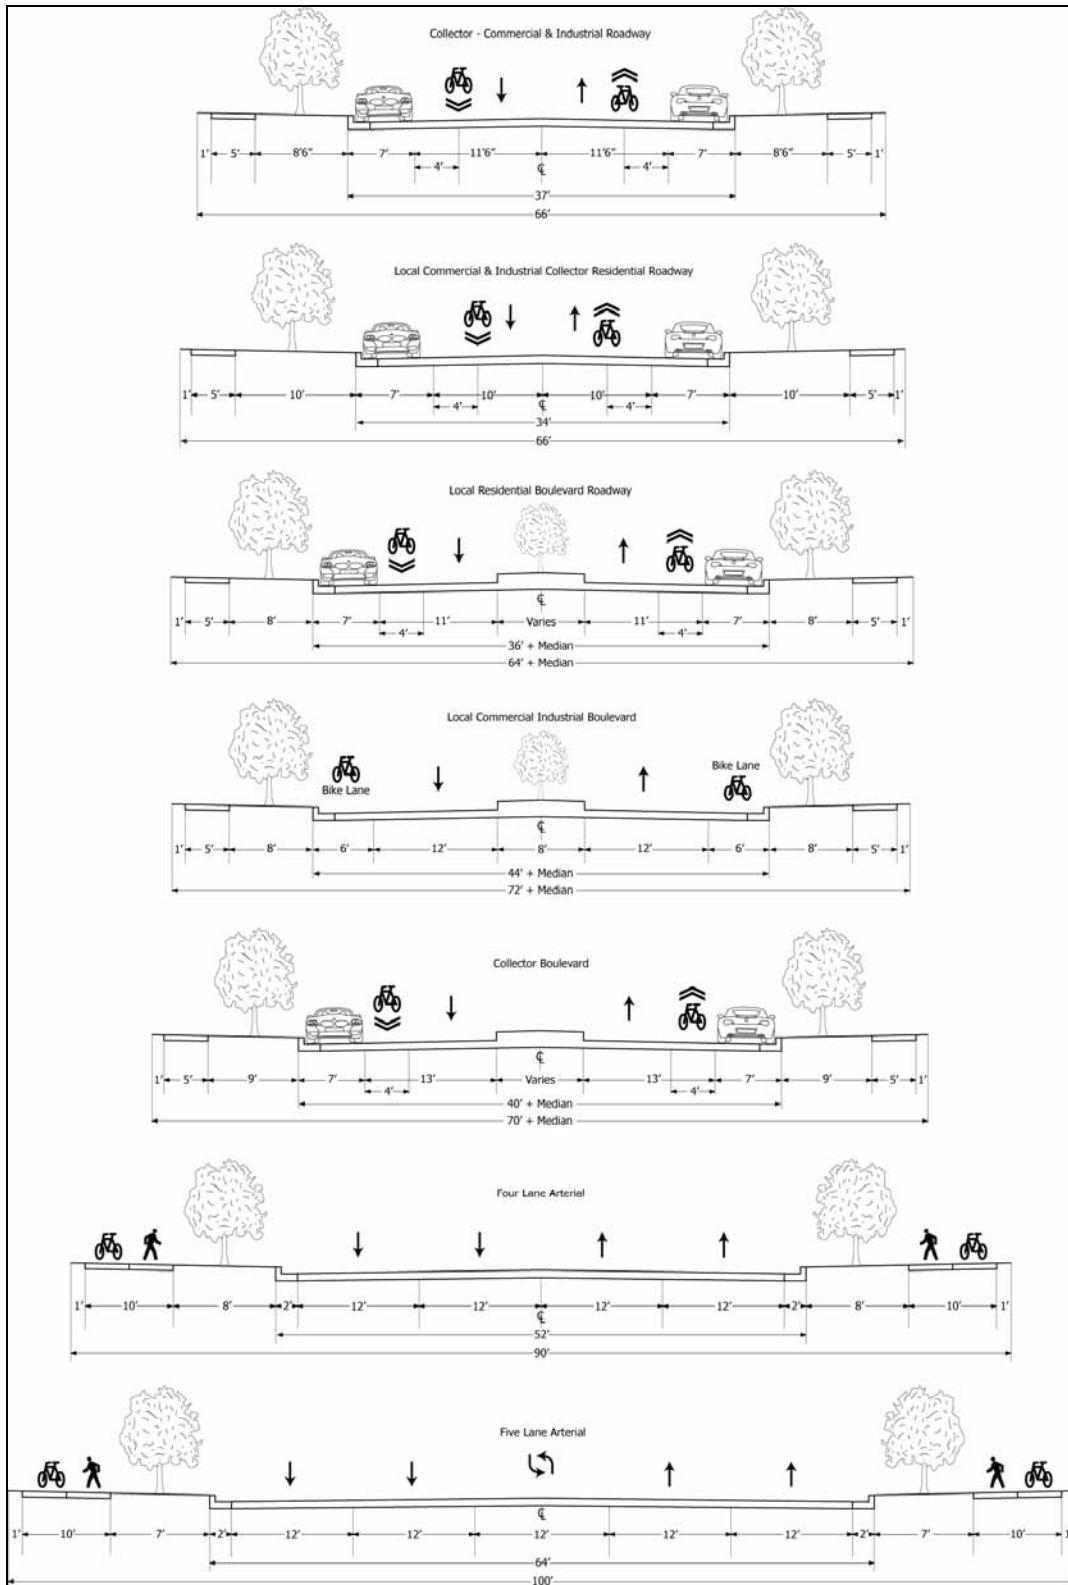 Collector - Commercial & Industrial Roadway
1' 5' 8'6" 7' 11'6" 11'6" 7' 8'6" 5' 1'
4' ℄ 4'
37'
66'
Local Commercial & Industrial Collector Residential Roadway
1' 5' 10' 7' 10' 10' 7' 10' 5' 1'
4' ℄ 4'
34'
66'
Local Residential Boulevard Roadway
℄
1' 5' 8' 7' 11' Varies 11' 7' 8' 5' 1'
4' 4'
36' + Median
64' + Median
Local Commercial Industrial Boulevard
Bike Lane
Bike Lane
℄
1' 5' 8' 6' 12' 8' 12' 6' 8' 5' 1'
44' + Median
72' + Median
Collector Boulevard
℄
1' 5' 9' 7' 13' Varies 13' 7' 9' 5' 1'
4' 4'
40' + Median
70' + Median
Four Lane Arterial
1' 10' 8' 2' 12' 12' 12' 12' 2' 8' 10' 1'
℄
52'
90'
Five Lane Arterial
℄
1' 10' 7' 2' 12' 12' 12' 12' 12' 2' 7' 10' 1'
64'
100'